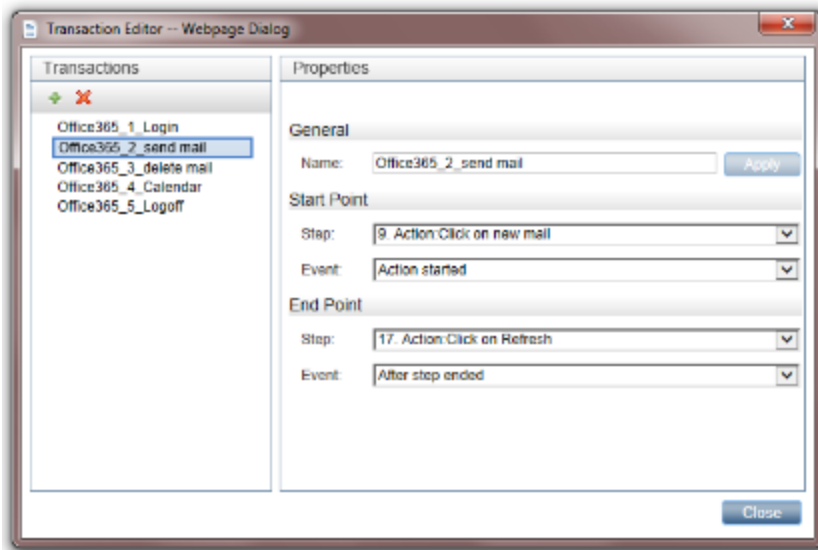 Transaction Editor -- Webpage Dialog
Transactions
Office365_1_Login
Office365_2_send mail
Office365_3_delete mail
Office365_4_Calendar
Office365_5_Logoff
Properties
General
Name: Office365_2_send mail Apply
Start Point
Step: 9. Action:Click on new mail
Event: Action started
End Point
Step: 17. Action:Click on Refresh
Event: After step ended
Close